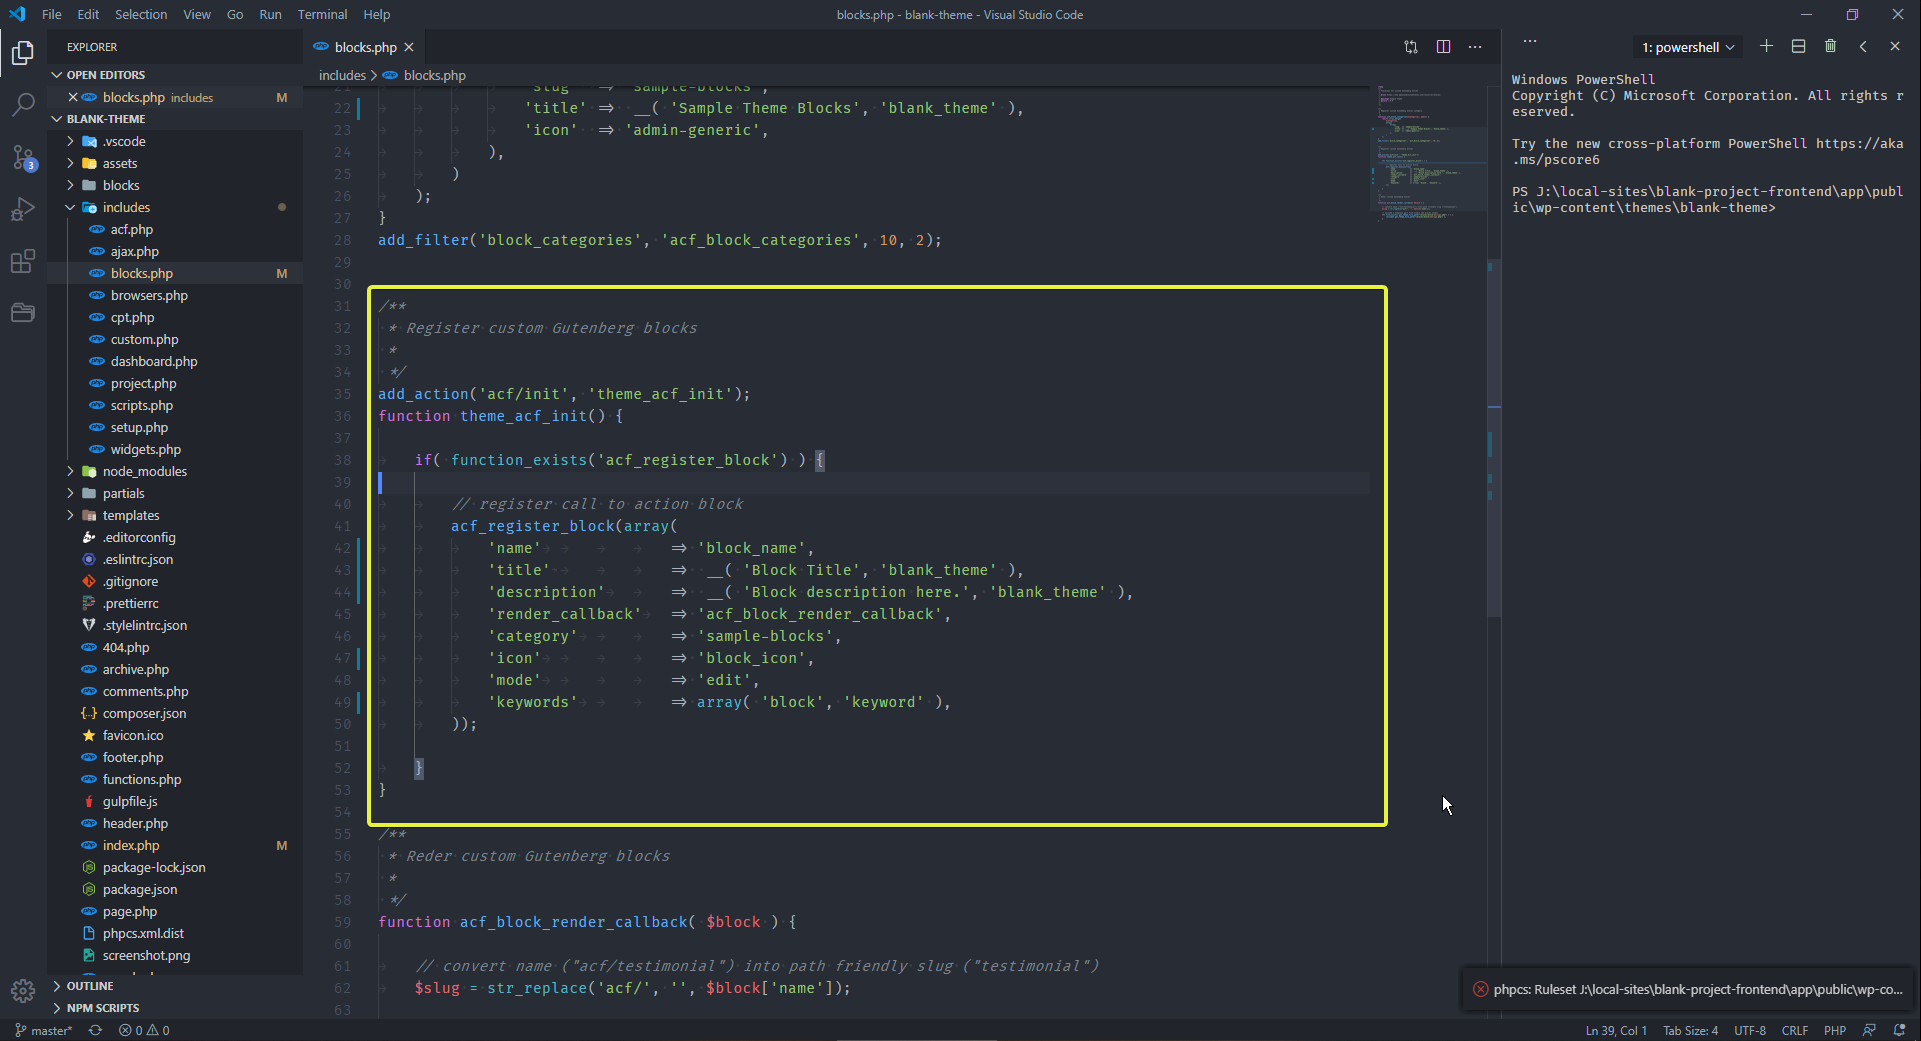 File Edit Selection View Go Run Terminal Help
blocks.php - blank-theme - Visual Studio Code
EXPLORER
OPEN EDITORS
blocks.php includes M
BLANK-THEME
.vscode
assets
blocks
includes
acf.php
ajax.php
blocks.php M
browsers.php
cpt.php
custom.php
dashboard.php
project.php
scripts.php
setup.php
widgets.php
node_modules
partials
templates
.editorconfig
.eslintrc.json
.gitignore
.prettierrc
.stylelintrc.json
404.php
archive.php
comments.php
composer.json
favicon.ico
footer.php
functions.php
gulpfile.js
header.php
index.php M
package-lock.json
package.json
page.php
phpcs.xml.dist
screenshot.png
OUTLINE
NPM SCRIPTS
3
blocks.php
includes > blocks.php
21 'slug' => 'sample-blocks',
22 'title' => __( 'Sample Theme Blocks', 'blank_theme' ),
23 'icon' => 'admin-generic',
24 ),
25 )
26 );
27 }
28 add_filter('block_categories', 'acf_block_categories', 10, 2);
29
30
31 /**
32 * Register custom Gutenberg blocks
33 *
34 */
35 add_action('acf/init', 'theme_acf_init');
36 function theme_acf_init() {
37
38 if( function_exists('acf_register_block') ) {
39
40 // register call to action block
41 acf_register_block(array(
42 'name' => 'block_name',
43 'title' => __( 'Block Title', 'blank_theme' ),
44 'description' => __( 'Block description here.', 'blank_theme' ),
45 'render_callback' => 'acf_block_render_callback',
46 'category' => 'sample-blocks',
47 'icon' => 'block_icon',
48 'mode' => 'edit',
49 'keywords' => array( 'block', 'keyword' ),
50 ));
51
52 }
53 }
54
55 /**
56 * Reder custom Gutenberg blocks
57 *
58 */
59 function acf_block_render_callback( $block ) {
60
61 // convert name ("acf/testimonial") into path friendly slug ("testimonial")
62 $slug = str_replace('acf/', '', $block['name']);
63
1: powershell
Windows PowerShell
Copyright (C) Microsoft Corporation. All rights r
eserved.
Try the new cross-platform PowerShell https://aka
.ms/pscore6
PS J:\local-sites\blank-project-frontend\app\publ
ic\wp-content\themes\blank-theme>
phpcs: Ruleset J:\local-sites\blank-project-frontend\app\public\wp-co...
master* 0 0
Ln 39, Col 1 Tab Size: 4 UTF-8 CRLF PHP